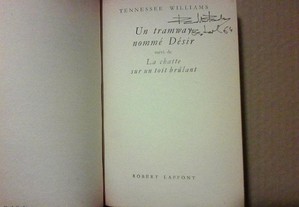 TENNESSEE WILLIAMS
Un tramway
nommé Désir
suivi de
La chatte
sur un toit brûlant
ROBERT LAFFONT